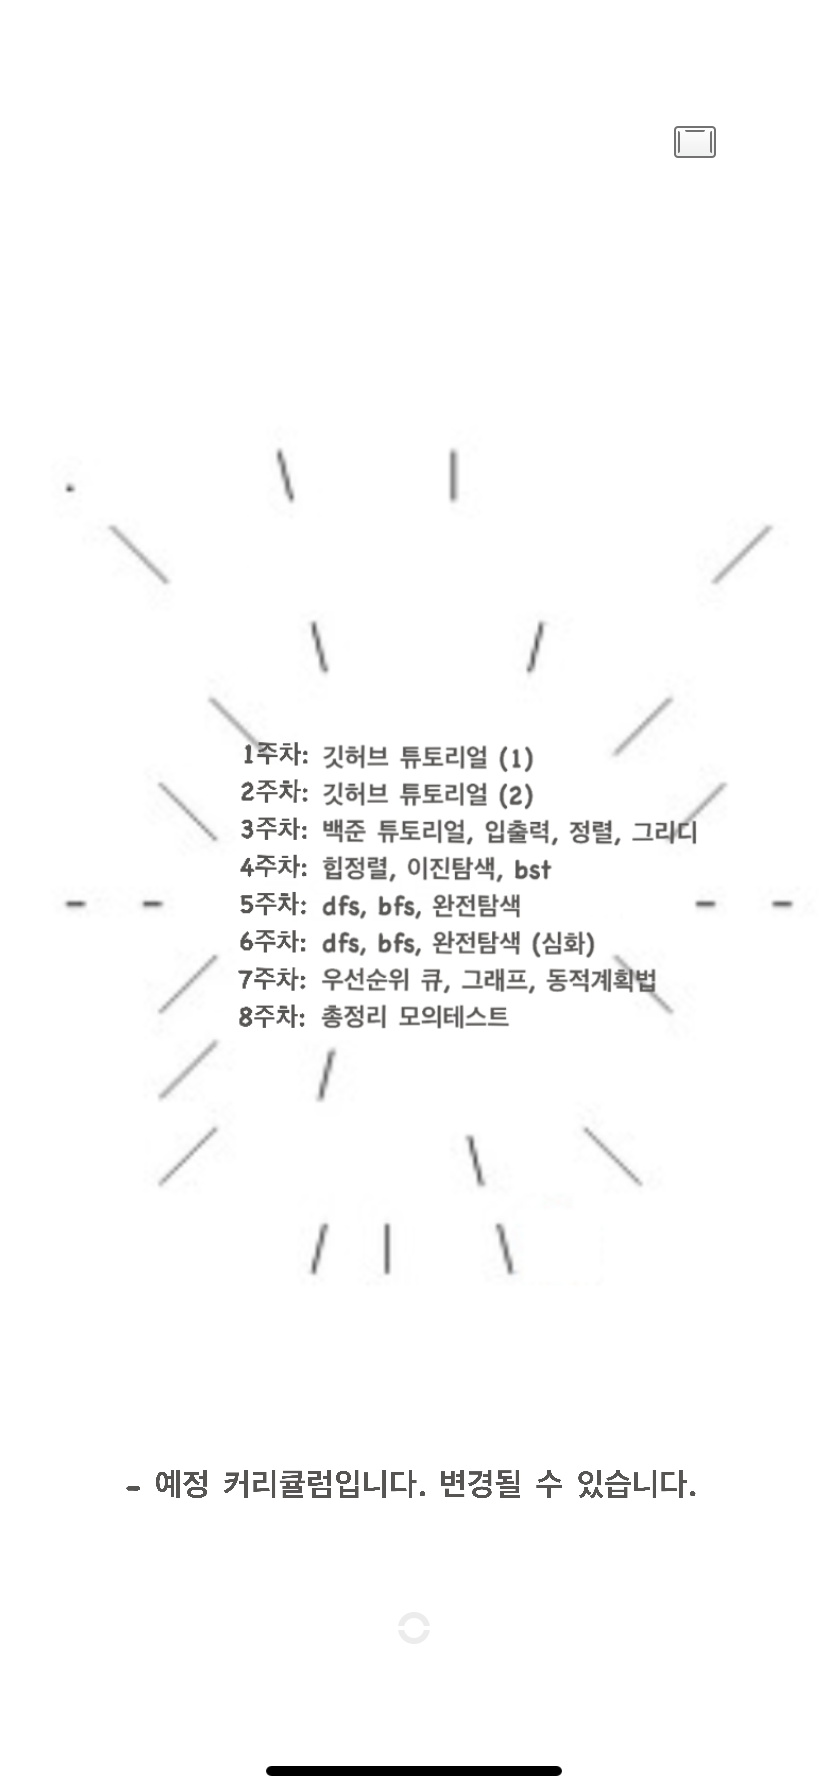 1주차: 깃허브 튜토리얼 (1)
2주차: 깃허브 튜토리얼 (2)
3주차: 백준 튜토리얼, 입출력, 정렬, 그리디
4주차: 힙정렬, 이진탐색, bst
5주차: dfs, bfs, 완전탐색
6주차: dfs, bfs, 완전탐색 (심화)
7주차: 우선순위 큐, 그래프, 동적계획법
8주차: 총정리 모의테스트
- 예정 커리큘럼입니다. 변경될 수 있습니다.